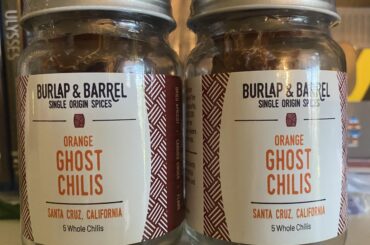 ULYSSES
BURLAP & BARREL
SINGLE ORIGIN SPICES
ORANGE
GHOST
CHILIS
SANTA CRUZ, CALIFORNIA
5 Whole Chilis
BURLAP & BARREL
SINGLE ORIGIN SPICES
ORANGE
GHOST
CHILIS
SANTA CRUZ, CALIFORNIA
5 Whole Chilis